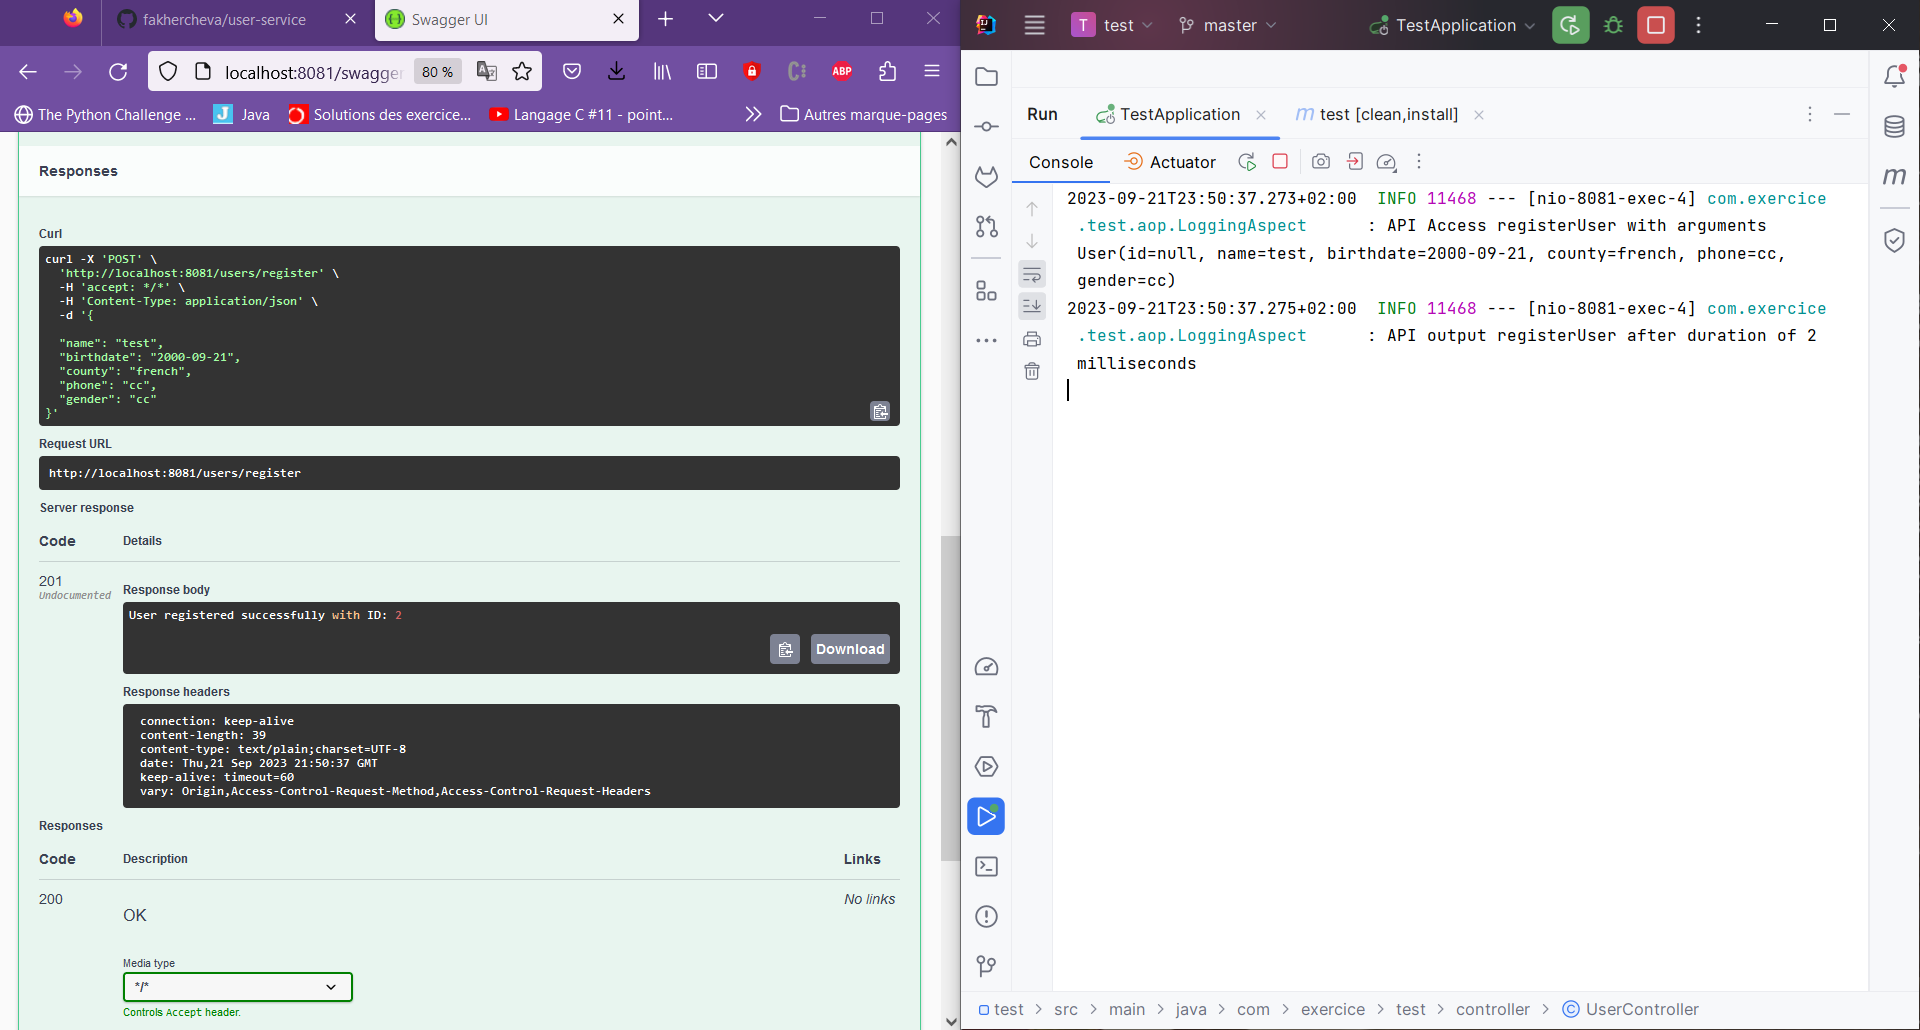 fakhercheva/user-service
Swagger UI
localhost:8081/swagger
80 %
ABP
The Python Challenge ...
Java
Solutions des exercice...
Langage C #11 - point...
Autres marque-pages
Responses
Curl
curl -X 'POST' \
'http://localhost:8081/users/register' \
-H 'accept: */*' \
-H 'Content-Type: application/json' \
-d '{
"name": "test",
"birthdate": "2000-09-21",
"county": "french",
"phone": "cc",
"gender": "cc"
}'
Request URL
http://localhost:8081/users/register
Server response
Code Details
201
Undocumented
Response body
User registered successfully with ID: 2
Download
Response headers
connection: keep-alive
content-length: 39
content-type: text/plain;charset=UTF-8
date: Thu,21 Sep 2023 21:50:37 GMT
keep-alive: timeout=60
vary: Origin,Access-Control-Request-Method,Access-Control-Request-Headers
Responses
Code Description Links
200
OK
No links
Media type
*/*
Controls Accept header.
T test master TestApplication
Run TestApplication m test [clean,install]
Console Actuator
m
2023-09-21T23:50:37.273+02:00 INFO 11468 --- [nio-8081-exec-4] com.exercice
.test.aop.LoggingAspect : API Access registerUser with arguments
User(id=null, name=test, birthdate=2000-09-21, county=french, phone=cc,
gender=cc)
2023-09-21T23:50:37.275+02:00 INFO 11468 --- [nio-8081-exec-4] com.exercice
.test.aop.LoggingAspect : API output registerUser after duration of 2
milliseconds
test > src > main > java > com > exercice > test > controller > UserController